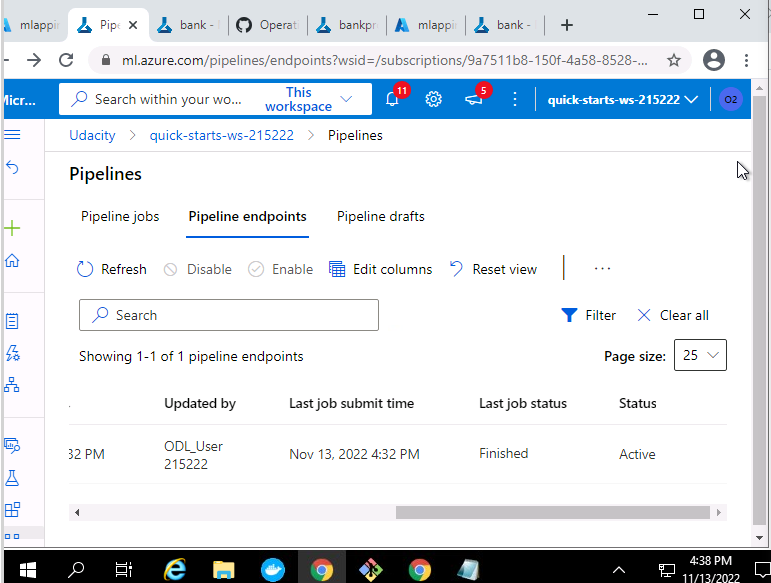 mlappin
Pipe
bank -
Operat
bankpr
mlappin
bank -
ml.azure.com/pipelines/endpoints?wsid=/subscriptions/9a7511b8-150f-4a58-8528-...
Micr...
Search within your wo...
This workspace
11
5
quick-starts-ws-215222
O2
Udacity > quick-starts-ws-215222 > Pipelines
Pipelines
Pipeline jobs Pipeline endpoints Pipeline drafts
Refresh Disable Enable Edit columns Reset view ...
Search
Filter Clear all
Showing 1-1 of 1 pipeline endpoints
Page size: 25
Updated by Last job submit time Last job status Status
32 PM ODL_User 215222 Nov 13, 2022 4:32 PM Finished Active
4:38 PM
11/13/2022